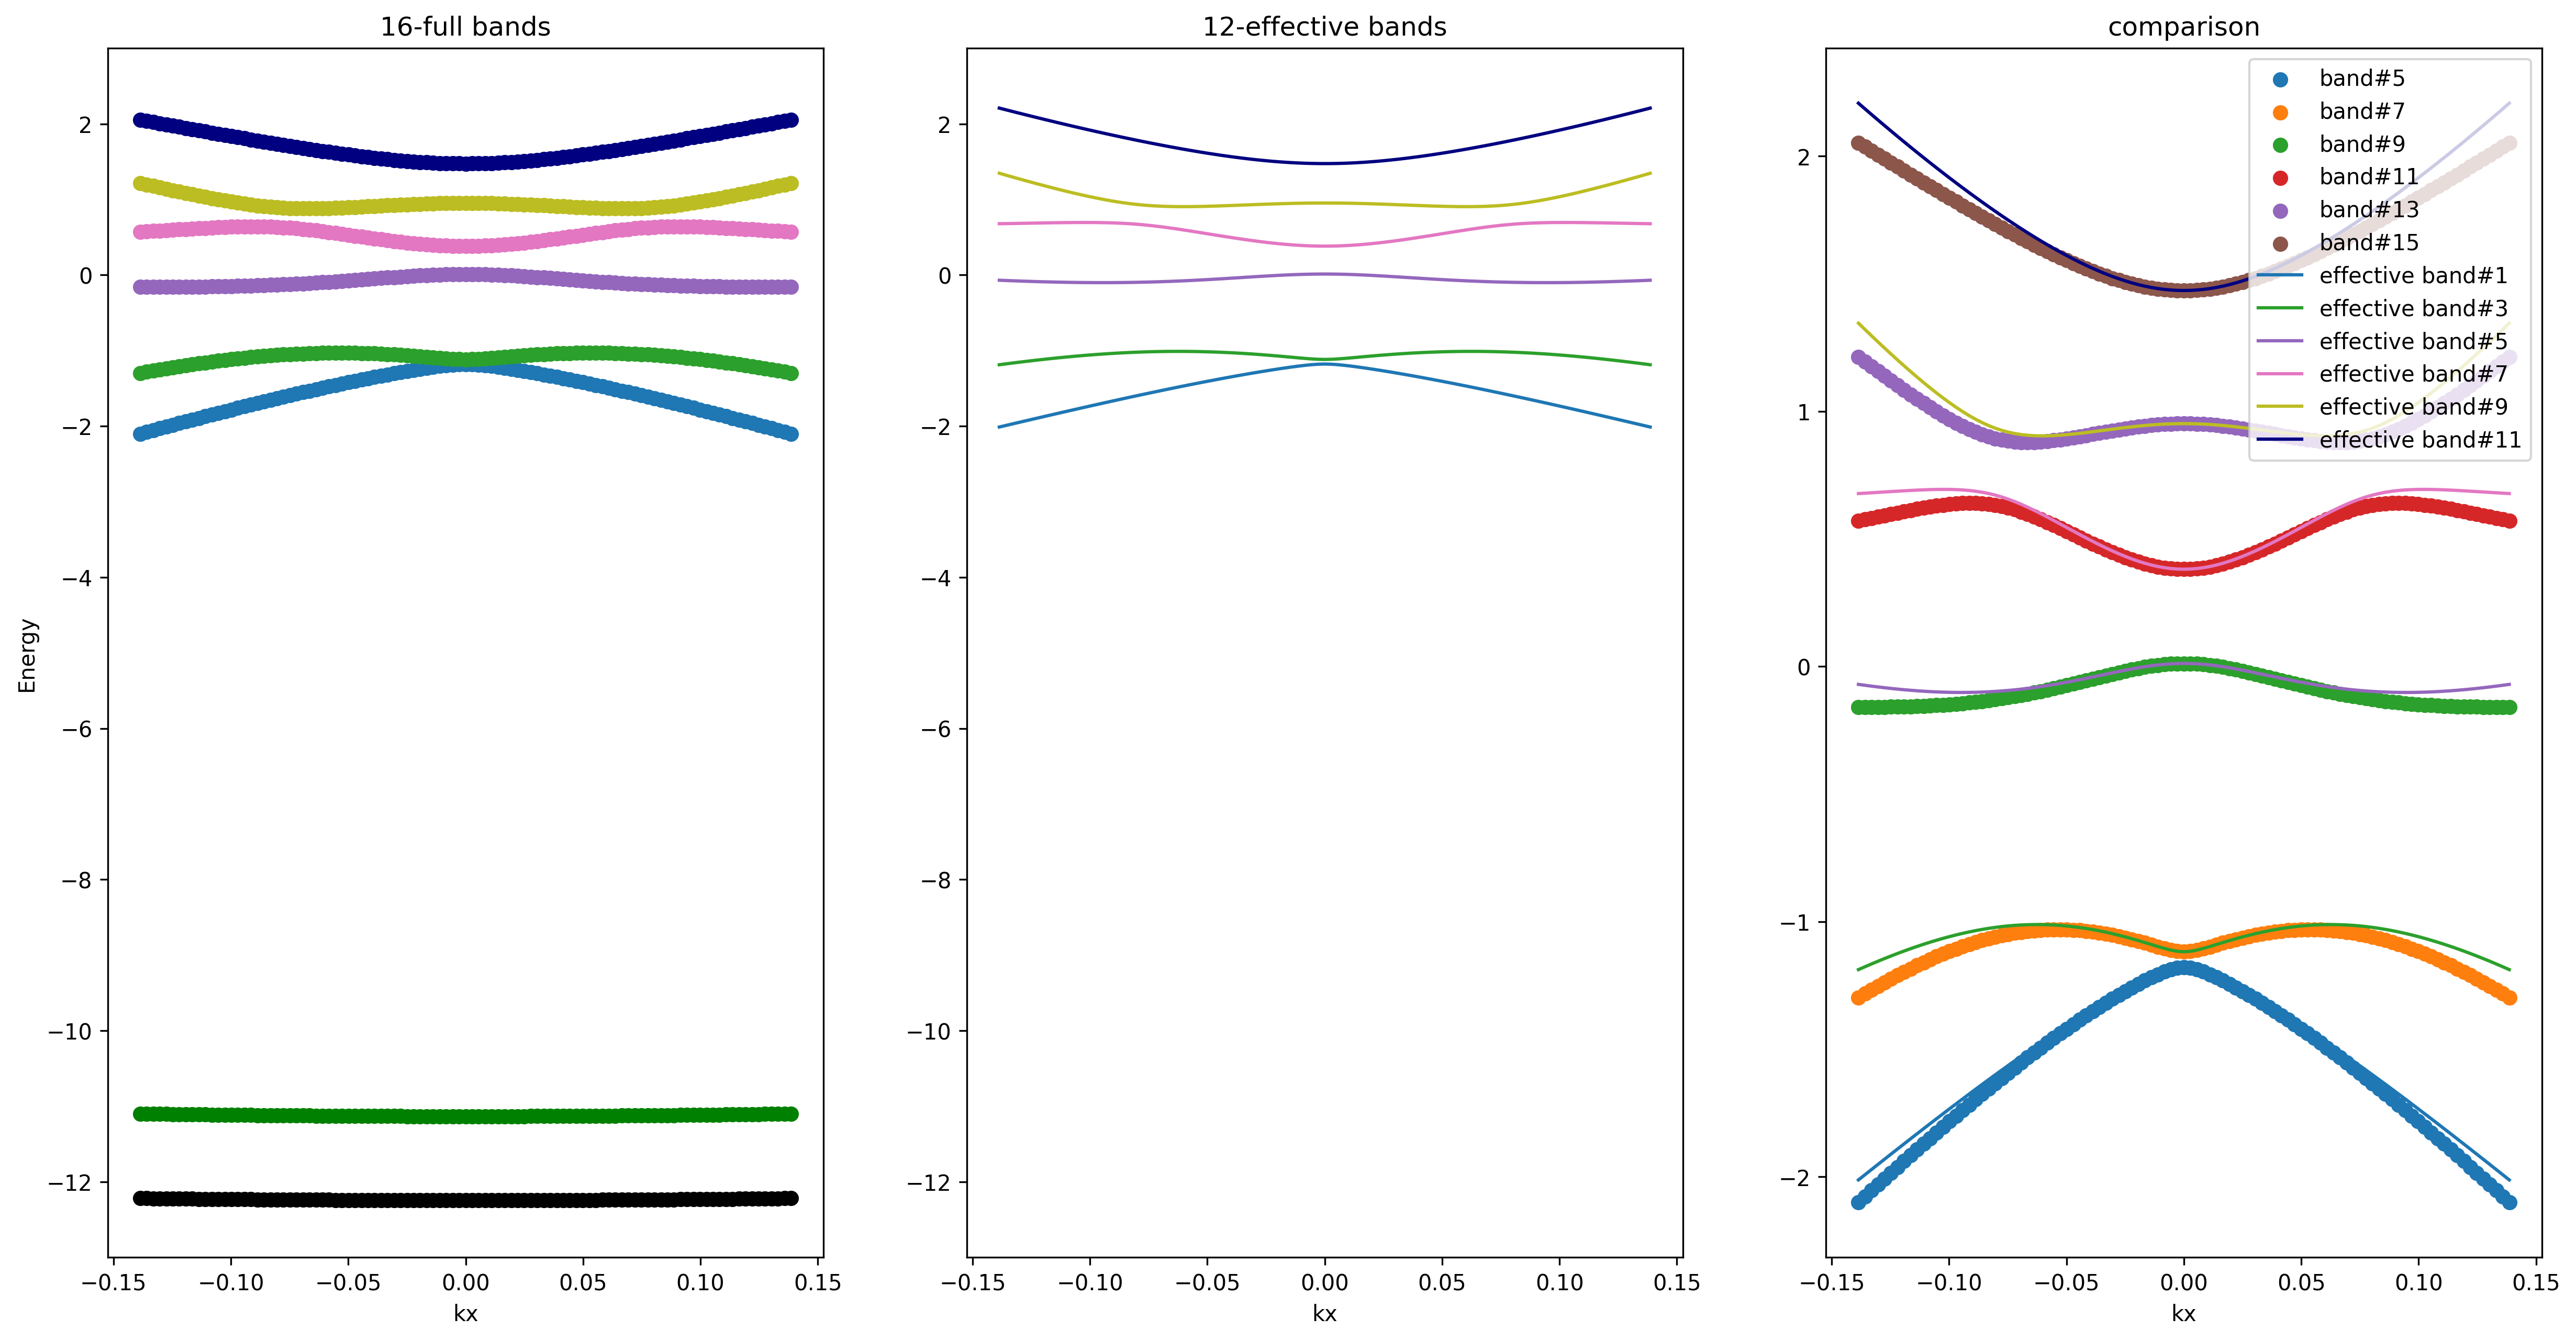 16-full bands
2
0
−2
−4
−6
−8
−10
−12
Energy
−0.15 −0.10 −0.05 0.00 0.05 0.10 0.15
kx
12-effective bands
2
0
−2
−4
−6
−8
−10
−12
−0.15 −0.10 −0.05 0.00 0.05 0.10 0.15
kx
comparison
2
1
0
−1
−2
band#5
band#7
band#9
band#11
band#13
band#15
effective band#1
effective band#3
effective band#5
effective band#7
effective band#9
effective band#11
−0.15 −0.10 −0.05 0.00 0.05 0.10 0.15
kx